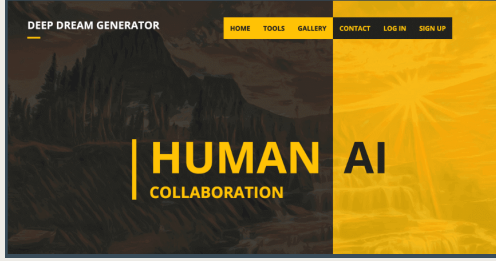 DEEP DREAM GENERATOR
HOME TOOLS GALLERY CONTACT LOG IN SIGN UP
HUMAN AI
COLLABORATION